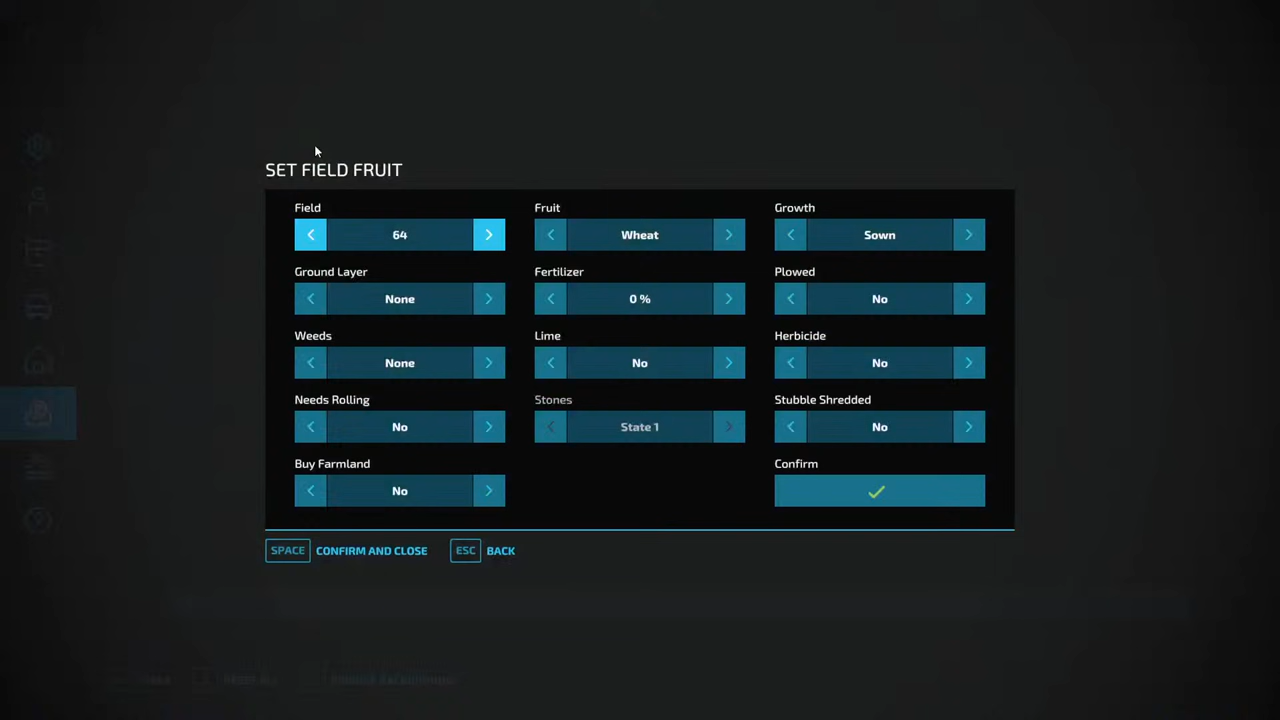 SET FIELD FRUIT
Field Fruit Growth
64 Wheat Sown
Ground Layer Fertilizer Plowed
None 0 % No
Weeds Lime Herbicide
None No No
Needs Rolling Stones Stubble Shredded
No State 1 No
Buy Farmland Confirm
No
SPACE CONFIRM AND CLOSE ESC BACK